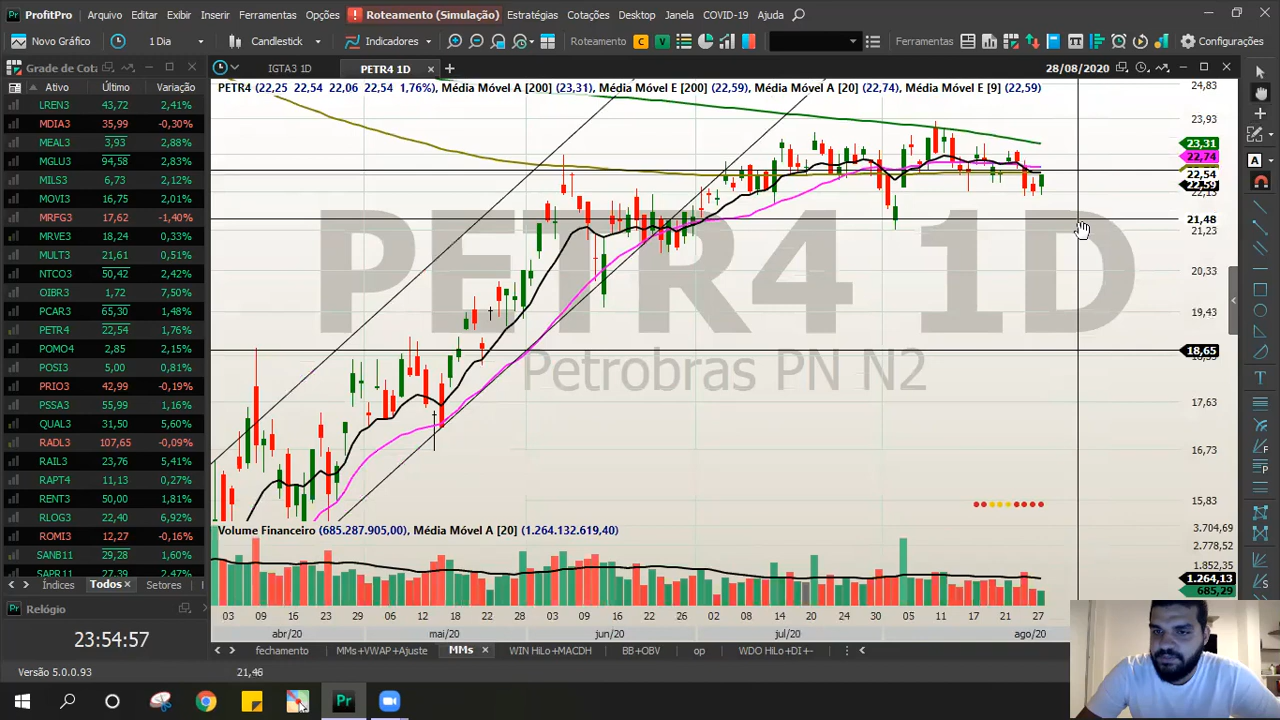 ProfitPro
Arquivo Exibir Inserir Ferramentas Opções Roteamento (Simulação) Estratégias Cotações Desktop Janela COVID-19 Ajuda
Novo Gráfico 1 Dia Candlestick Indicadores Roteamento C V Ferramentas Configurações
Grade de Cota
IGTA3 1D PETR4 1D 28/08/2020
Ativo Último Variação
PETR4 (22,25 22,54 22,06 22,54 1,76%), Média Móvel A [200] (23,31), Média Móvel E [200] (22,59), Média Móvel A [20] (22,74), Média Móvel E [9] (22,59)
LREN3 43,72 2,41%
MDIA3 35,99 -0,30%
MEAL3 3,93 2,88%
MGLU3 94,58 2,83%
MILS3 6,73 2,12%
MOVI3 16,75 2,01%
MRFG3 17,62 -1,40%
MRVE3 18,24 0,33%
MULT3 21,61 0,51%
NTCO3 50,42 2,42%
OIBR3 1,72 7,50%
PCAR3 65,30 1,48%
PETR4 22,54 1,76%
POMO4 2,85 2,15%
POSI3 5,00 0,81%
PRIO3 42,99 -0,19%
PSSA3 55,99 1,16%
QUAL3 31,50 5,60%
RADL3 107,65 -0,09%
RAIL3 23,76 5,41%
RAPT4 11,13 0,27%
RENT3 50,00 1,81%
RLOG3 22,40 6,92%
ROMI3 12,27 -0,16%
SANB11 29,28 1,60%
SAPR11 27,39 2,47%
Índices Todos Setores
Relógio
23:54:57
Versão 5.0.0.93
21,46
PETR4 1D
Petrobras PN N2
24,83
23,93
23,31
22,74
22,54
22,59
21,48
21,23
20,33
19,43
18,65
17,63
16,73
15,83
Volume Financeiro (685.287.905,00), Média Móvel A [20] (1.264.132.619,40)
3.704,69
2.778,52
1.852,35
1.264,13
685,29
03 09 16 23 29 06 12 18 22 28 03 09 16 22 26 02 08 14 20 24 30 05 11 17 21 27
abr/20 mai/20 jun/20 jul/20 ago/20
fechamento MMs+VWAP+Ajuste MMs WIN HiLo+MACDH BB+OBV op WDO HiLo+DI+-